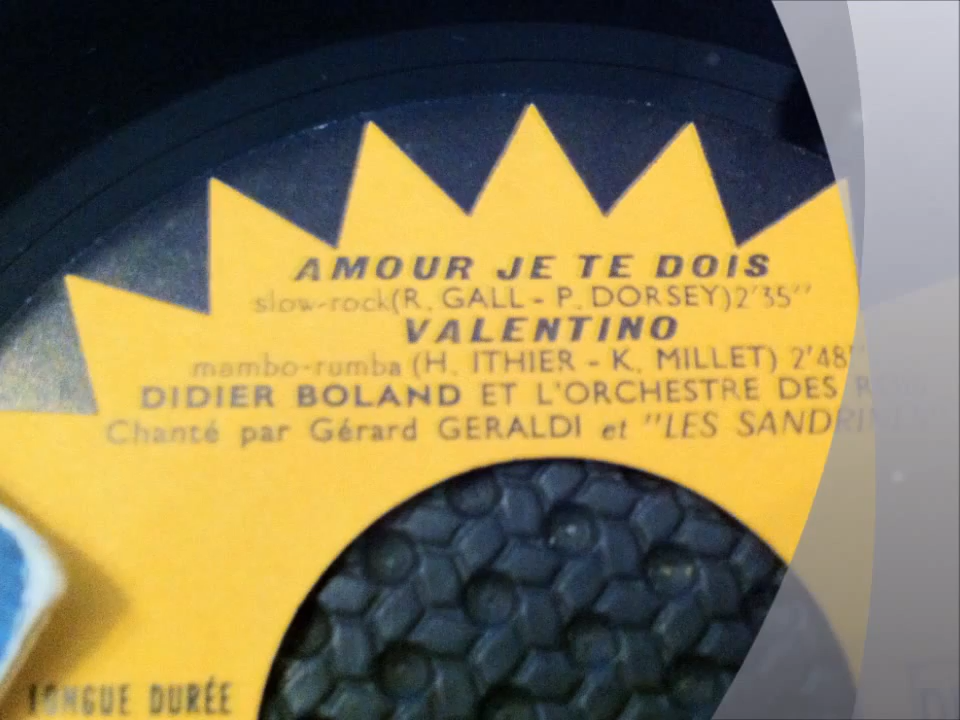 AMOUR JE TE DOIS
slow-rock (R. GALL - P. DORSEY) 2'35''
VALENTINO
mambo-rumba (H. ITHIER - K. MILLET) 2'48''
DIDIER BOLAND ET L'ORCHESTRE DES
Chanté par Gérard GERALDI et "LES
LONGUE DURÉE